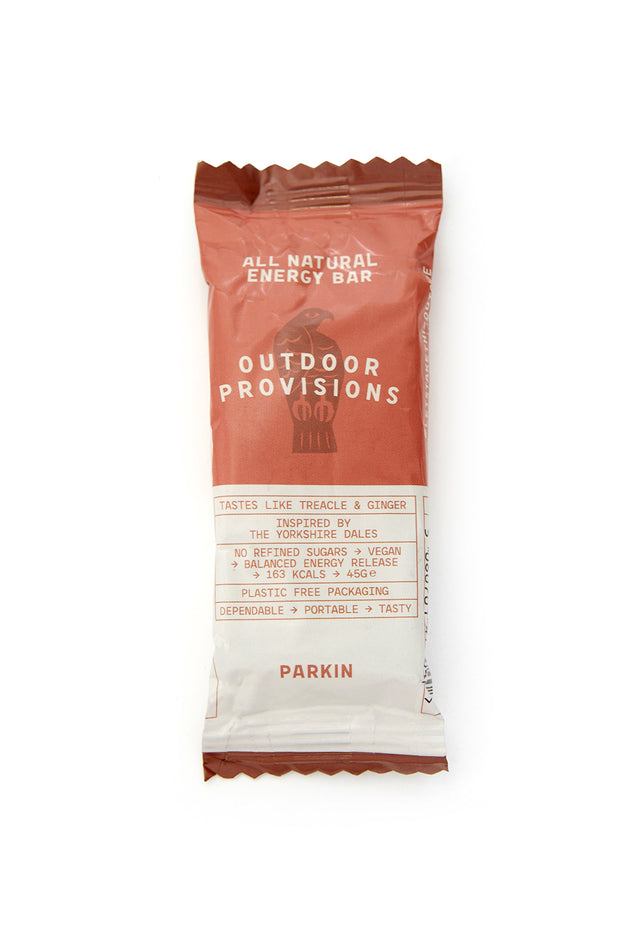 ALL NATURAL
ENERGY BAR
OUTDOOR
PROVISIONS
TASTES LIKE TREACLE & GINGER
INSPIRED BY
THE YORKSHIRE DALES
NO REFINED SUGARS → VEGAN
→ BALANCED ENERGY RELEASE
→ 163 KCALS → 45G℮
PLASTIC FREE PACKAGING
DEPENDABLE → PORTABLE → TASTY
PARKIN